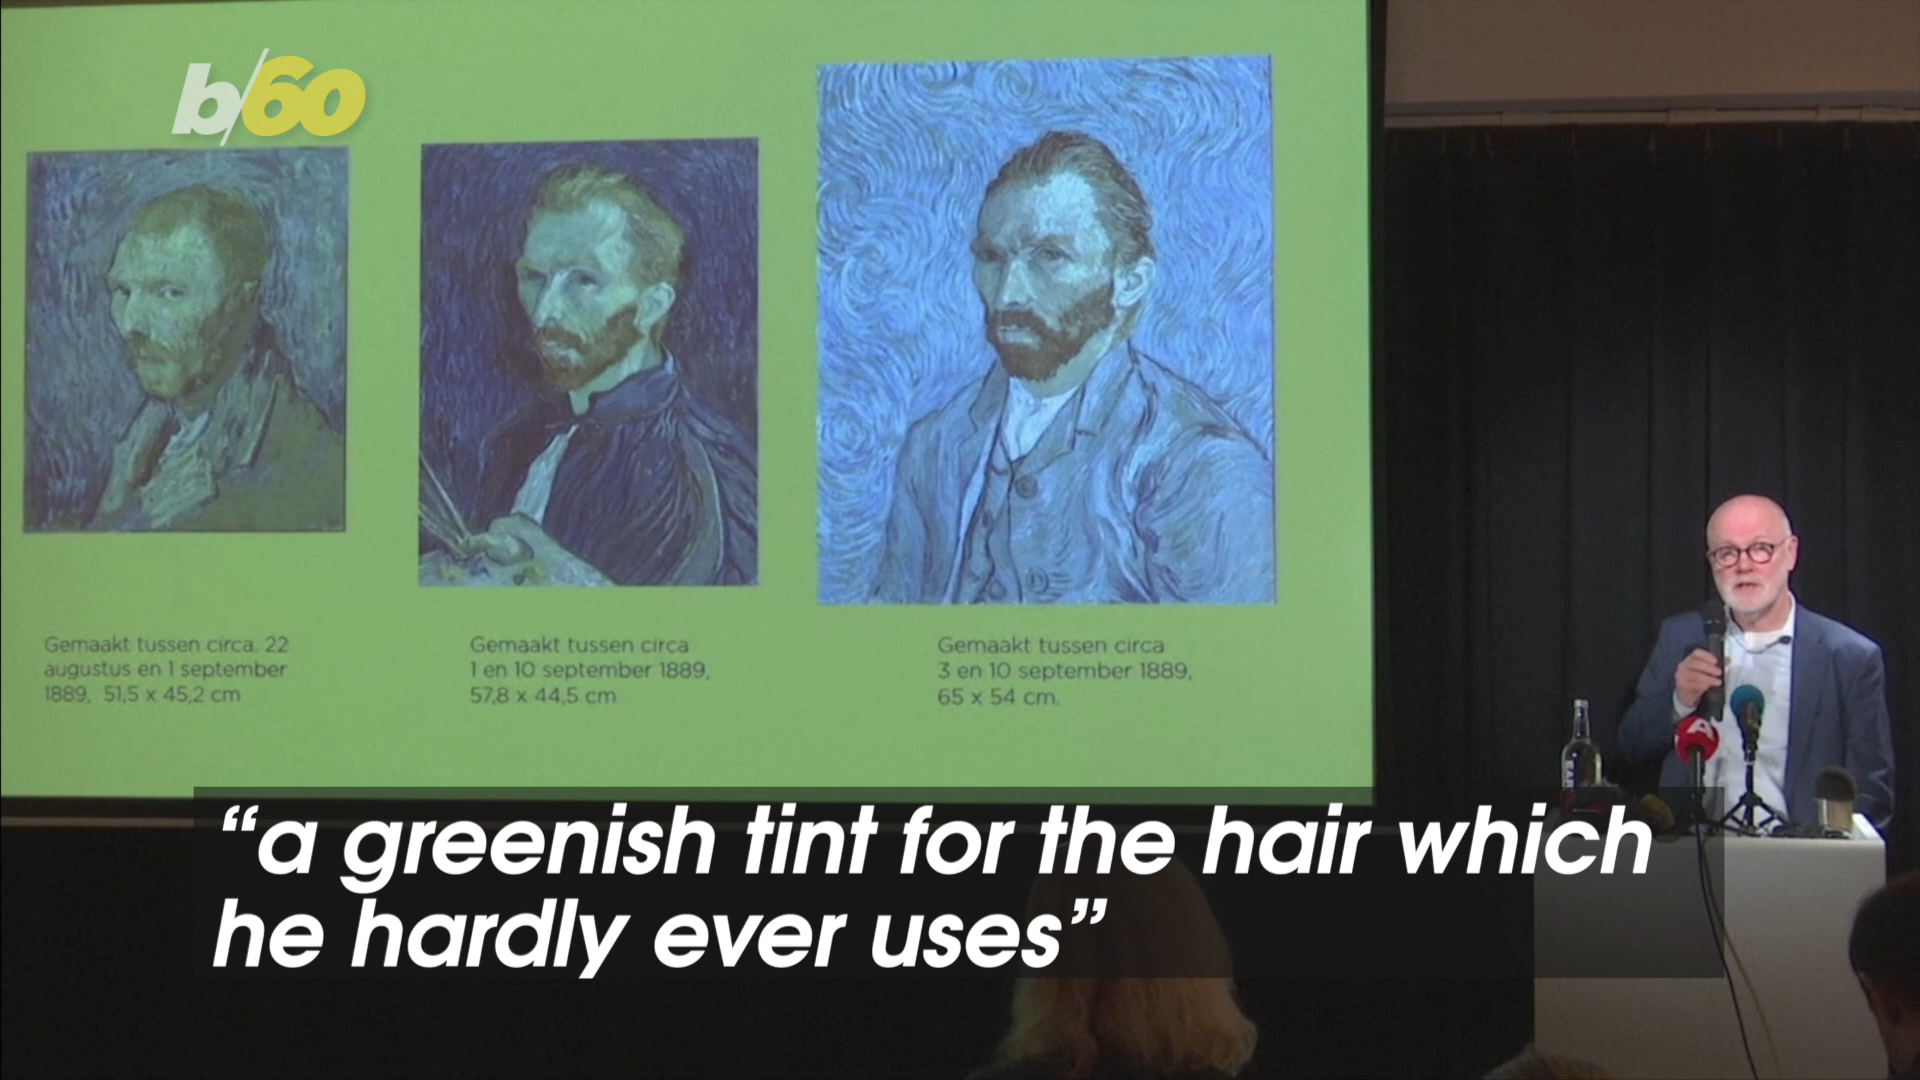 b/60
Gemaakt tussen circa. 22
augustus en 1 september
1889, 51,5 x 45,2 cm
Gemaakt tussen circa
1 en 10 september 1889,
57,8 x 44,5 cm
Gemaakt tussen circa
3 en 10 september 1889,
65 x 54 cm.
A
“a greenish tint for the hair which
he hardly ever uses”